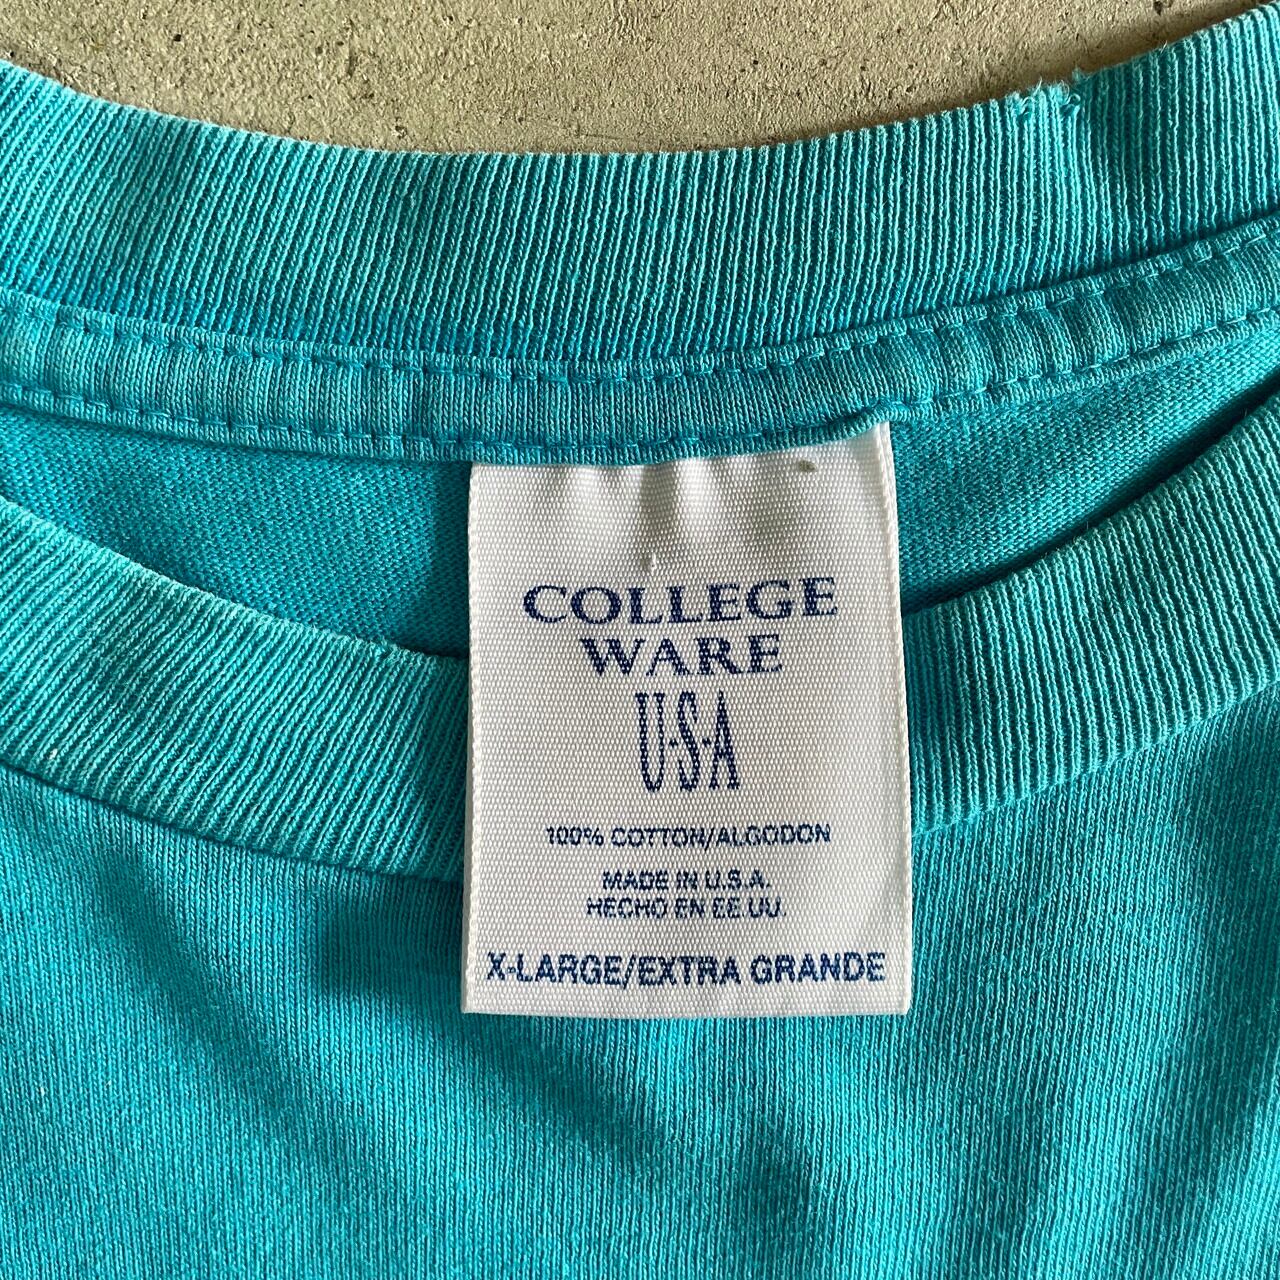 COLLEGE
WARE
U·S·A
100% COTTON/ALGODON
MADE IN U.S.A.
HECHO EN EE.UU.
X-LARGE/EXTRA GRANDE